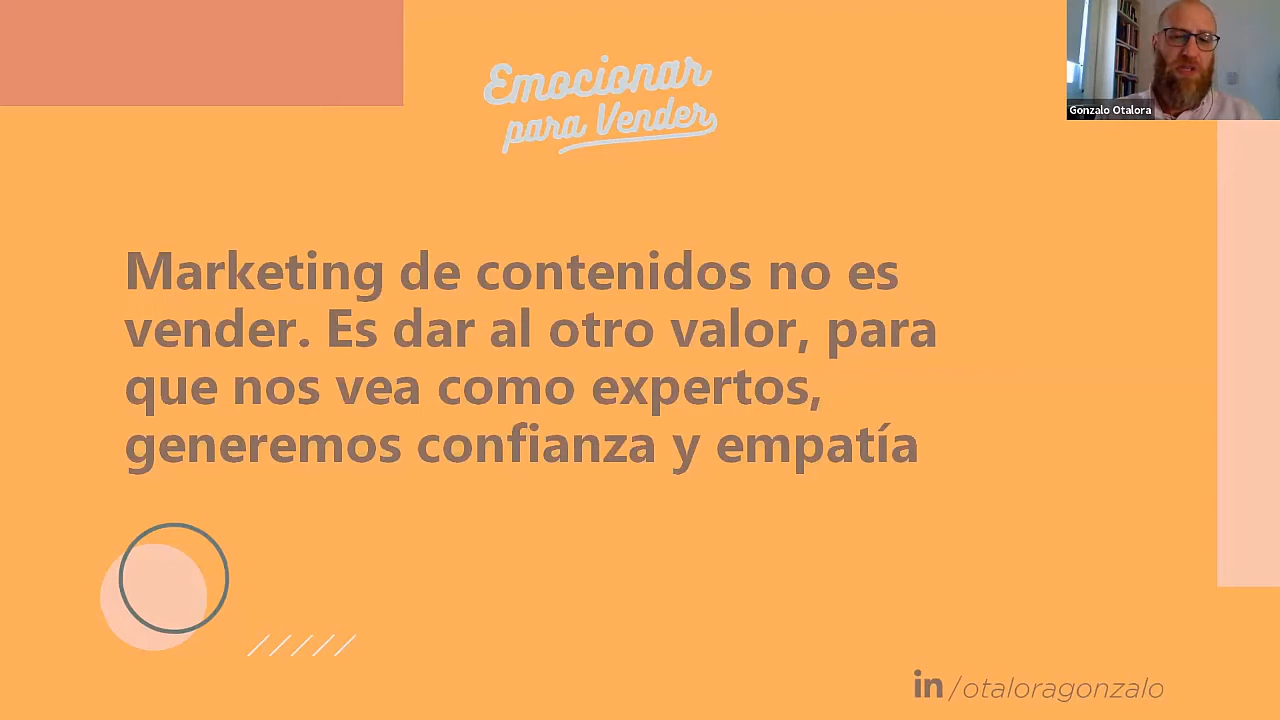 Emocionar
para Vender
Gonzalo Otalora
Marketing de contenidos no es
vender. Es dar al otro valor, para
que nos vea como expertos,
generemos confianza y empatía
in/otaloragonzalo